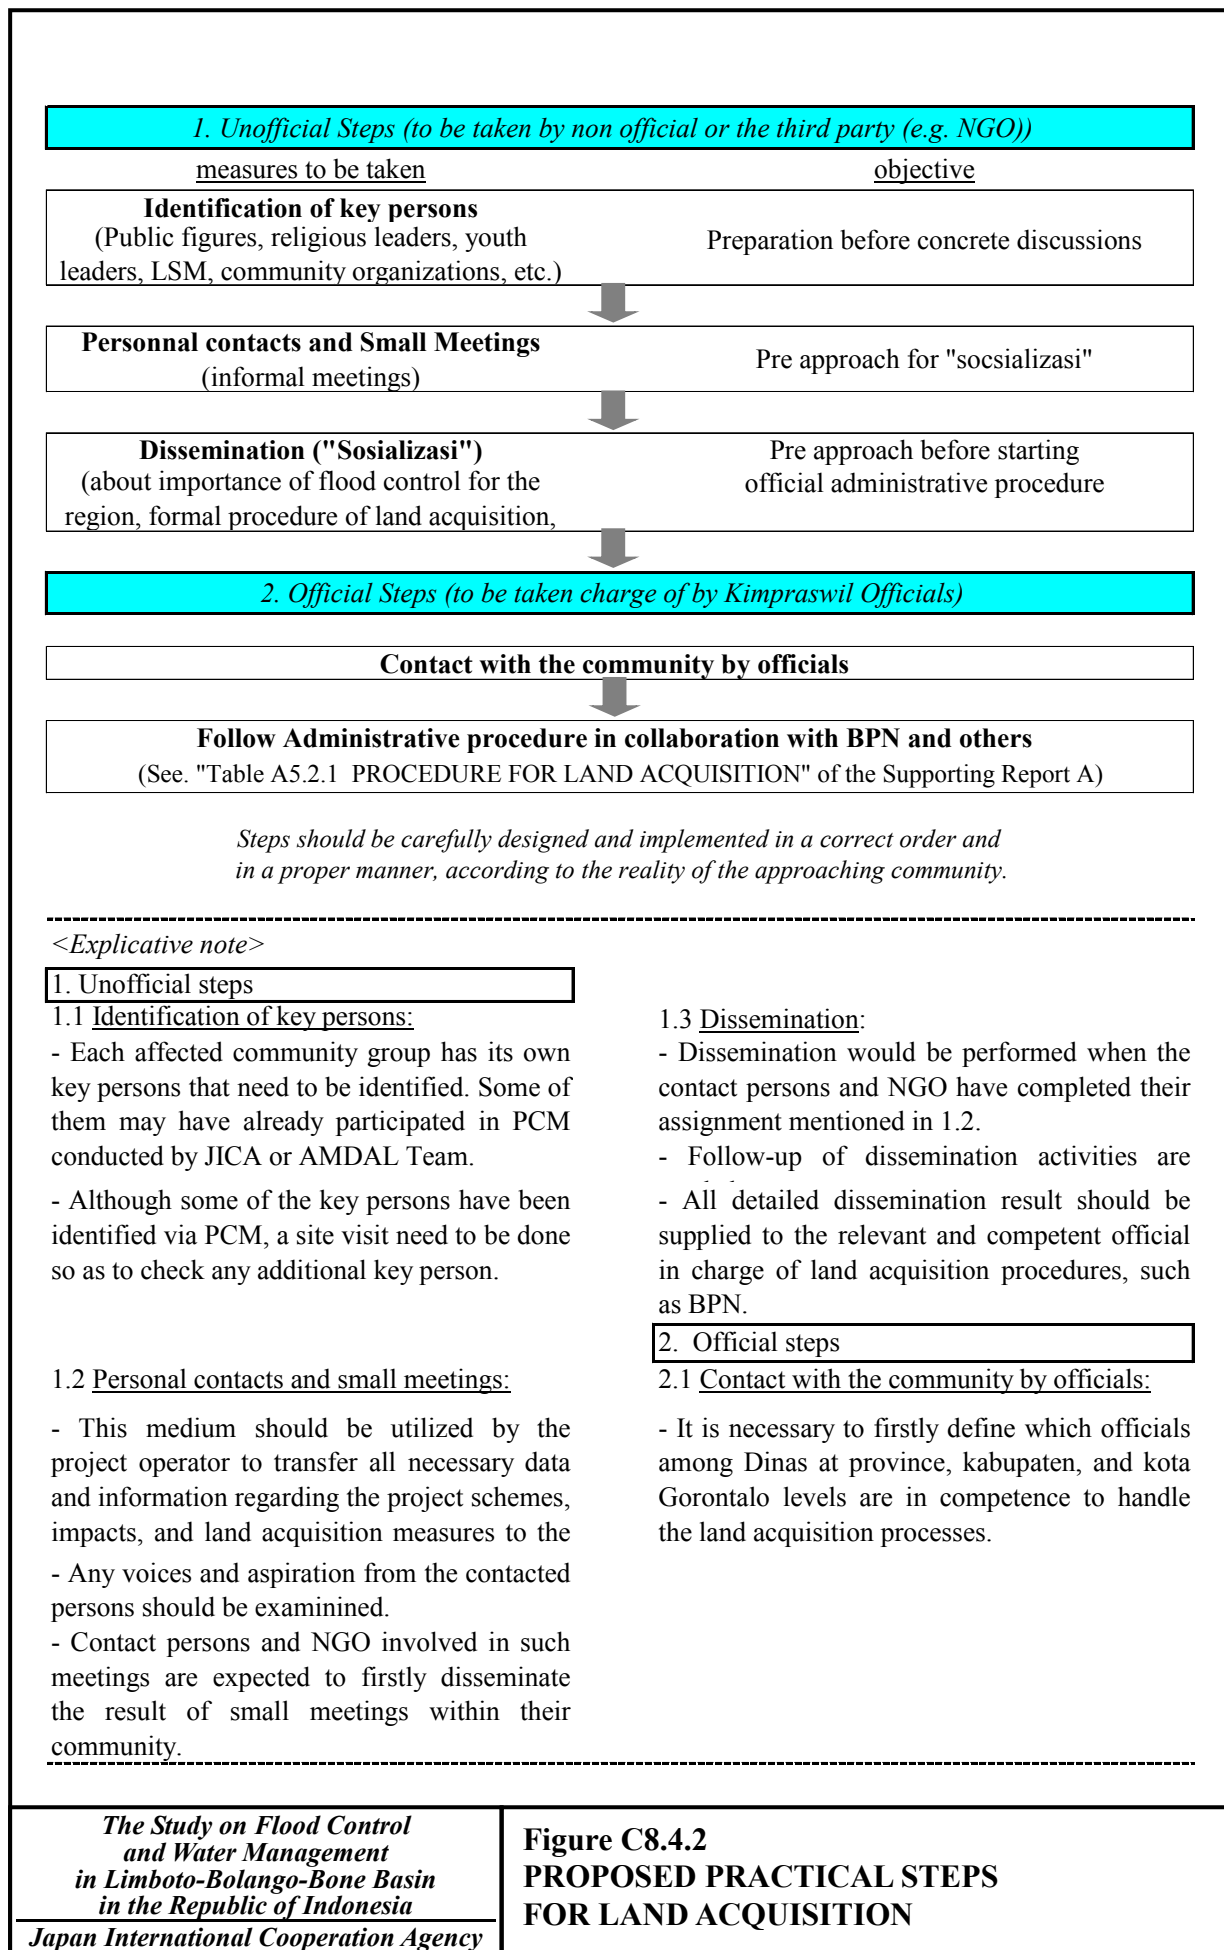 1. Unofficial Steps (to be taken by non official or the third party (e.g. NGO))
measures to be taken
objective
Identification of key persons
(Public figures, religious leaders, youth
leaders, LSM, community organizations, etc.)
Preparation before concrete discussions
Personnal contacts and Small Meetings
(informal meetings)
Pre approach for "socsializasi"
Dissemination ("Sosializasi")
(about importance of flood control for the
region, formal procedure of land acquisition,
Pre approach before starting
official administrative procedure
2. Official Steps (to be taken charge of by Kimpraswil Officials)
Contact with the community by officials
Follow Administrative procedure in collaboration with BPN and others
(See. "Table A5.2.1 PROCEDURE FOR LAND ACQUISITION" of the Supporting Report A)
Steps should be carefully designed and implemented in a correct order and
in a proper manner, according to the reality of the approaching community.
<Explicative note>
1. Unofficial steps
1.1 Identification of key persons:
- Each affected community group has its own
key persons that need to be identified. Some of
them may have already participated in PCM
conducted by JICA or AMDAL Team.
- Although some of the key persons have been
identified via PCM, a site visit need to be done
so as to check any additional key person.
1.2 Personal contacts and small meetings:
- This medium should be utilized by the
project operator to transfer all necessary data
and information regarding the project schemes,
impacts, and land acquisition measures to the
- Any voices and aspiration from the contacted
persons should be examinined.
- Contact persons and NGO involved in such
meetings are expected to firstly disseminate
the result of small meetings within their
community.
1.3 Dissemination:
- Dissemination would be performed when the
contact persons and NGO have completed their
assignment mentioned in 1.2.
- Follow-up of dissemination activities are
- All detailed dissemination result should be
supplied to the relevant and competent official
in charge of land acquisition procedures, such
as BPN.
2. Official steps
2.1 Contact with the community by officials:
- It is necessary to firstly define which officials
among Dinas at province, kabupaten, and kota
Gorontalo levels are in competence to handle
the land acquisition processes.
The Study on Flood Control
and Water Management
in Limboto-Bolango-Bone Basin
in the Republic of Indonesia
Japan International Cooperation Agency
Figure C8.4.2
PROPOSED PRACTICAL STEPS
FOR LAND ACQUISITION